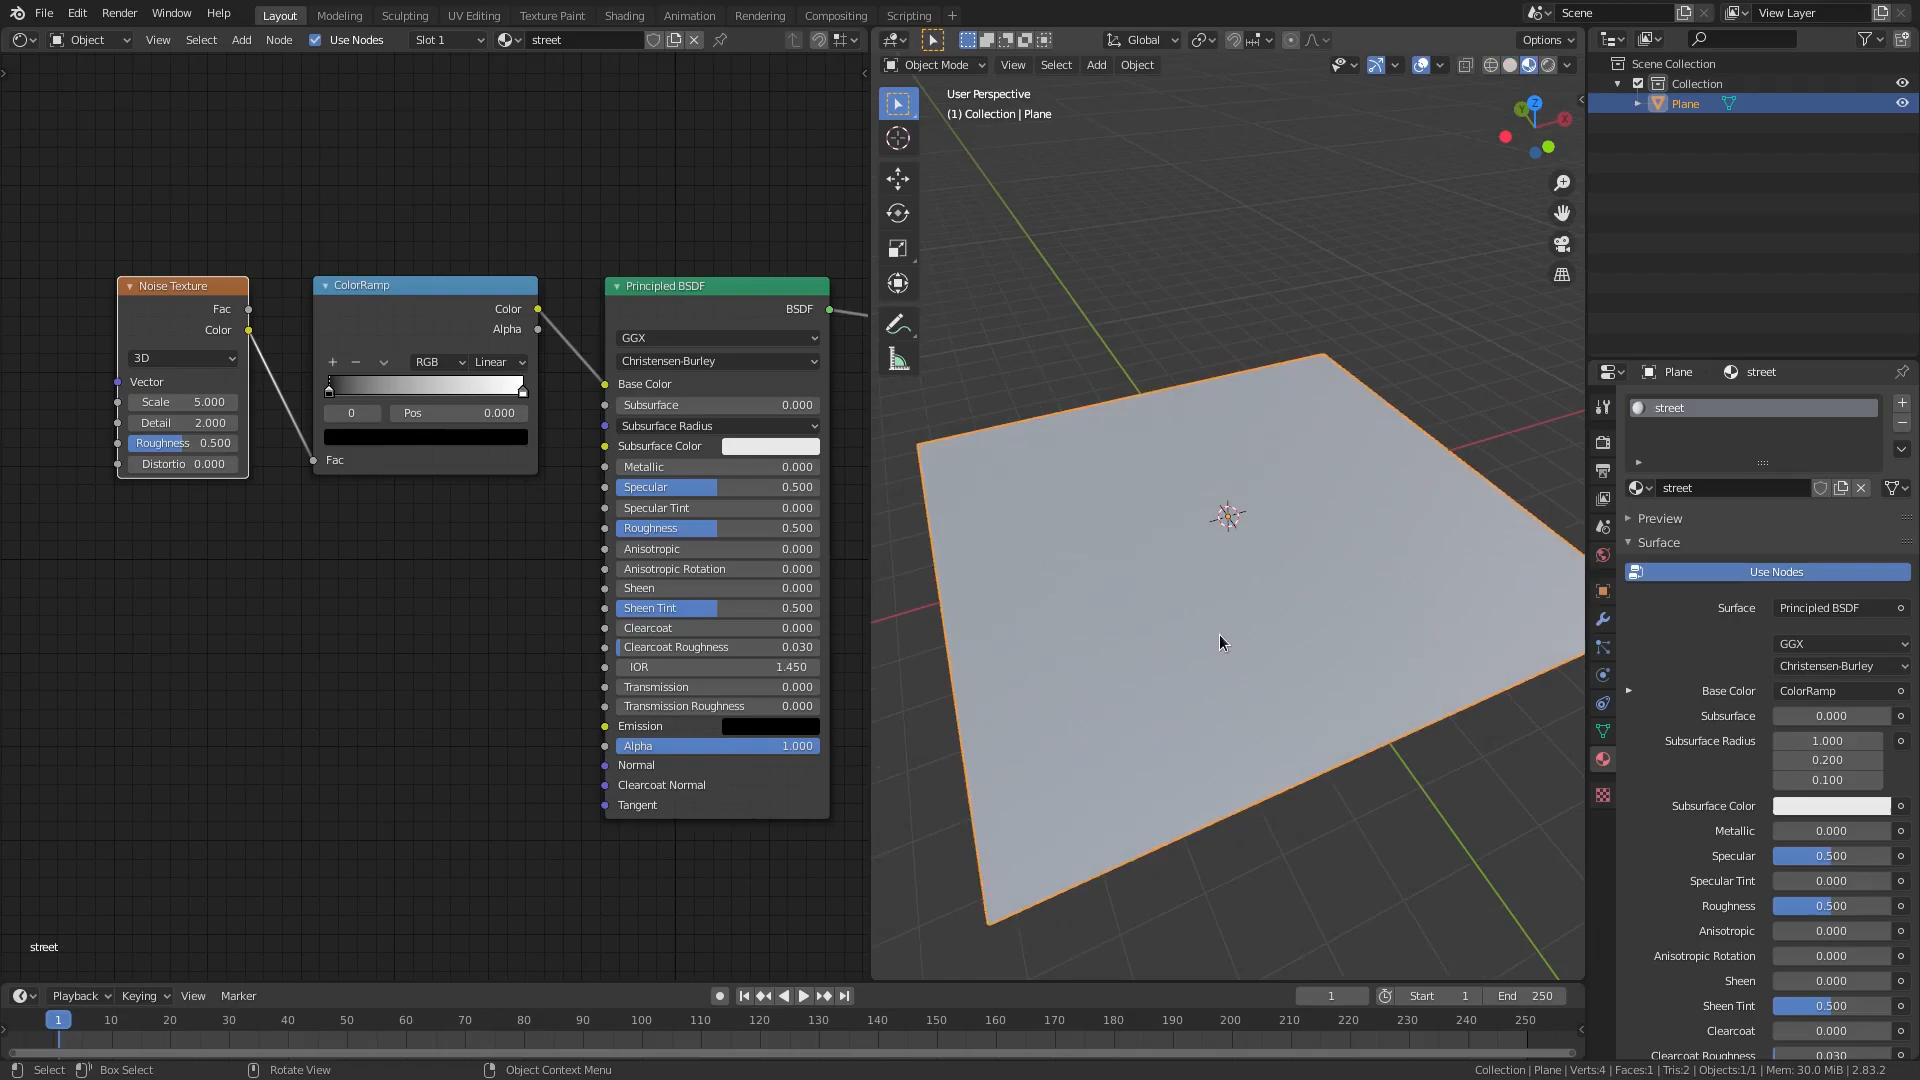 File Edit Render Window Help Layout Modeling Sculpting UV Editing Texture Paint Shading Animation Rendering Compositing Scripting + Scene View Layer
Object View Select Add Node Use Nodes Slot 1 street
Global Options
Object Mode View Select Add Object
User Perspective
(1) Collection | Plane
Z
Y
X
Noise Texture
Fac
Color
3D
Vector
Scale 5.000
Detail 2.000
Roughness 0.500
Distortio 0.000
ColorRamp
Color
Alpha
RGB Linear
0 Pos 0.000
Fac
Principled BSDF
BSDF
GGX
Christensen-Burley
Base Color
Subsurface 0.000
Subsurface Radius
Subsurface Color
Metallic 0.000
Specular 0.500
Specular Tint 0.000
Roughness 0.500
Anisotropic 0.000
Anisotropic Rotation 0.000
Sheen 0.000
Sheen Tint 0.500
Clearcoat 0.000
Clearcoat Roughness 0.030
IOR 1.450
Transmission 0.000
Transmission Roughness 0.000
Emission
Alpha 1.000
Normal
Clearcoat Normal
Tangent
street
Scene Collection
Collection
Plane
Plane street
street
street
Preview
Surface
Use Nodes
Surface Principled BSDF
GGX
Christensen-Burley
Base Color ColorRamp
Subsurface 0.000
Subsurface Radius 1.000
0.200
0.100
Subsurface Color
Metallic 0.000
Specular 0.500
Specular Tint 0.000
Roughness 0.500
Anisotropic 0.000
Anisotropic Rotation 0.000
Sheen 0.000
Sheen Tint 0.500
Clearcoat 0.000
Clearcoat Roughness 0.030
Playback Keying View Marker 1 Start 1 End 250
1 10 20 30 40 50 60 70 80 90 100 110 120 130 140 150 160 170 180 190 200 210 220 230 240 250
Select Box Select Rotate View Object Context Menu Collection | Plane | Verts:4 | Faces:1 | Tris:2 | Objects:1/1 | Mem: 30.0 MiB | 2.83.2